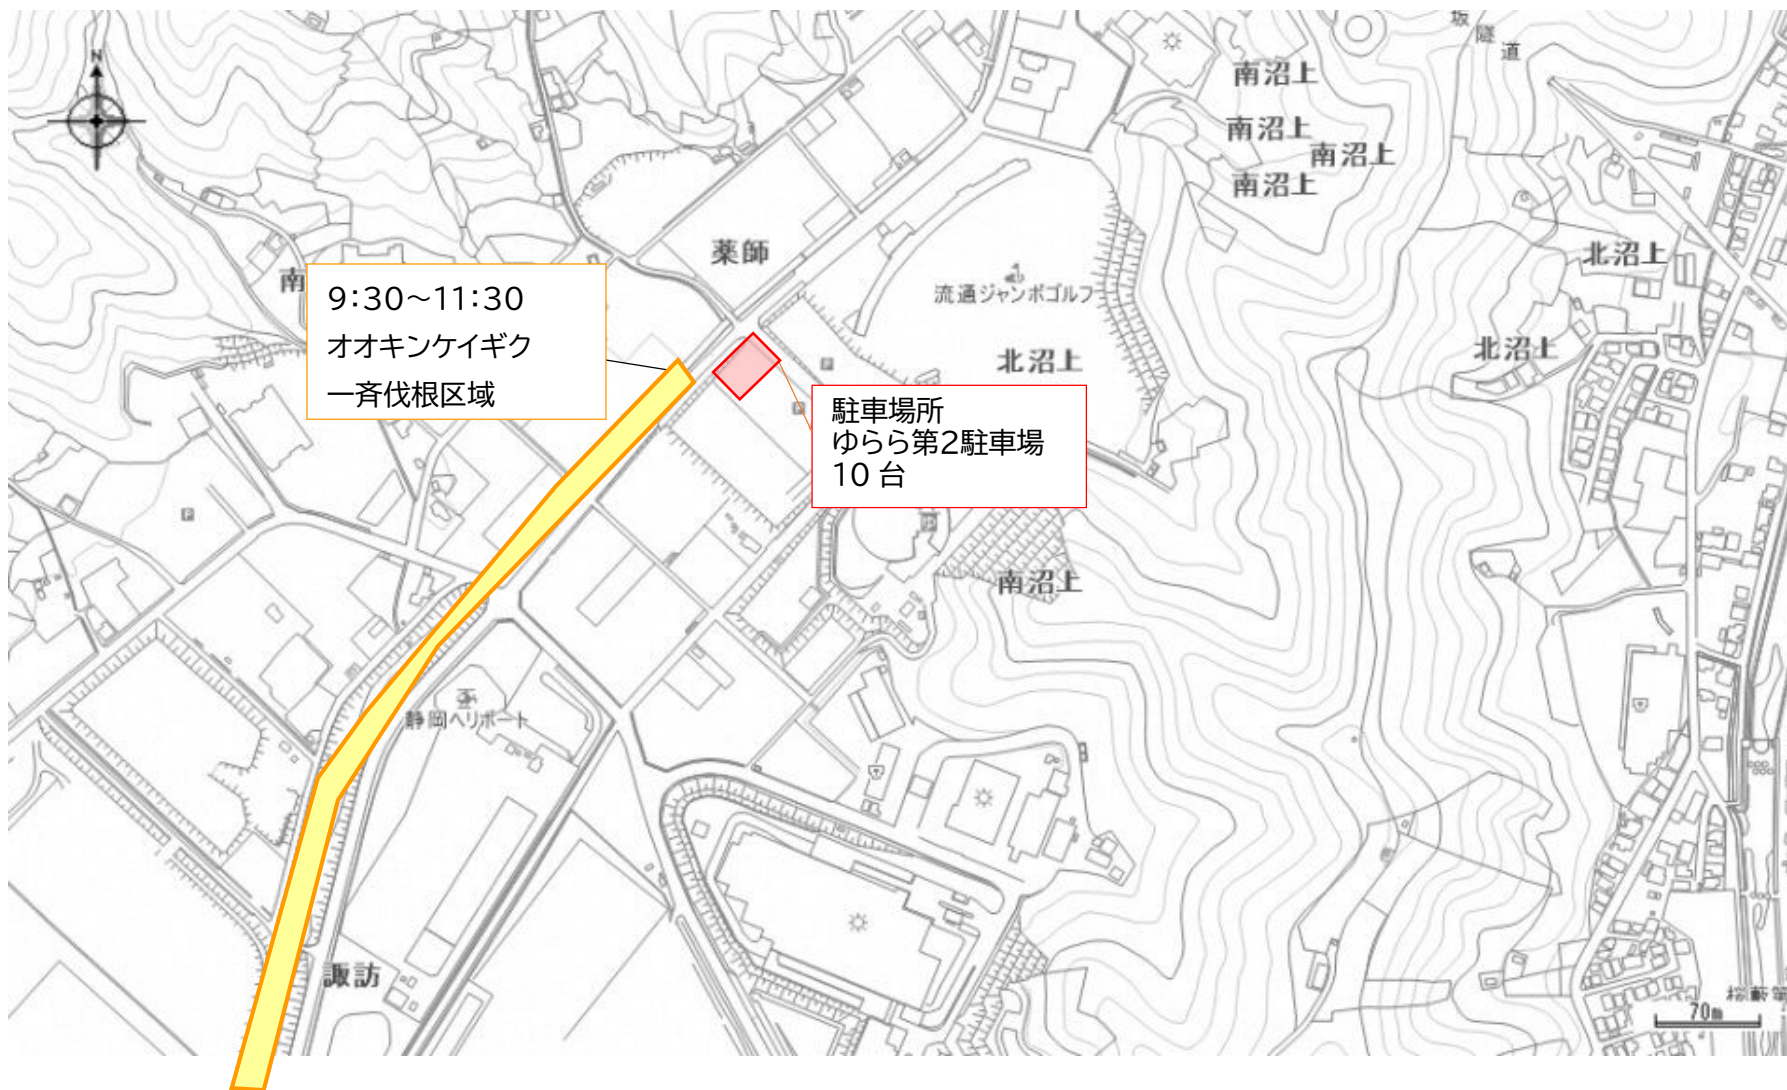 坂
隧
道
N
南沼上
南沼上
南沼上
南沼上
薬師
北沼上
南
流通ジャンボゴルフ
9:30～11:30
オオキンケイギク
一斉伐根区域
北沼上
北沼上
駐車場所
ゆらら第2駐車場
10 台
P
P
P
P
南沼上
静岡ヘリポート
諏訪
70m